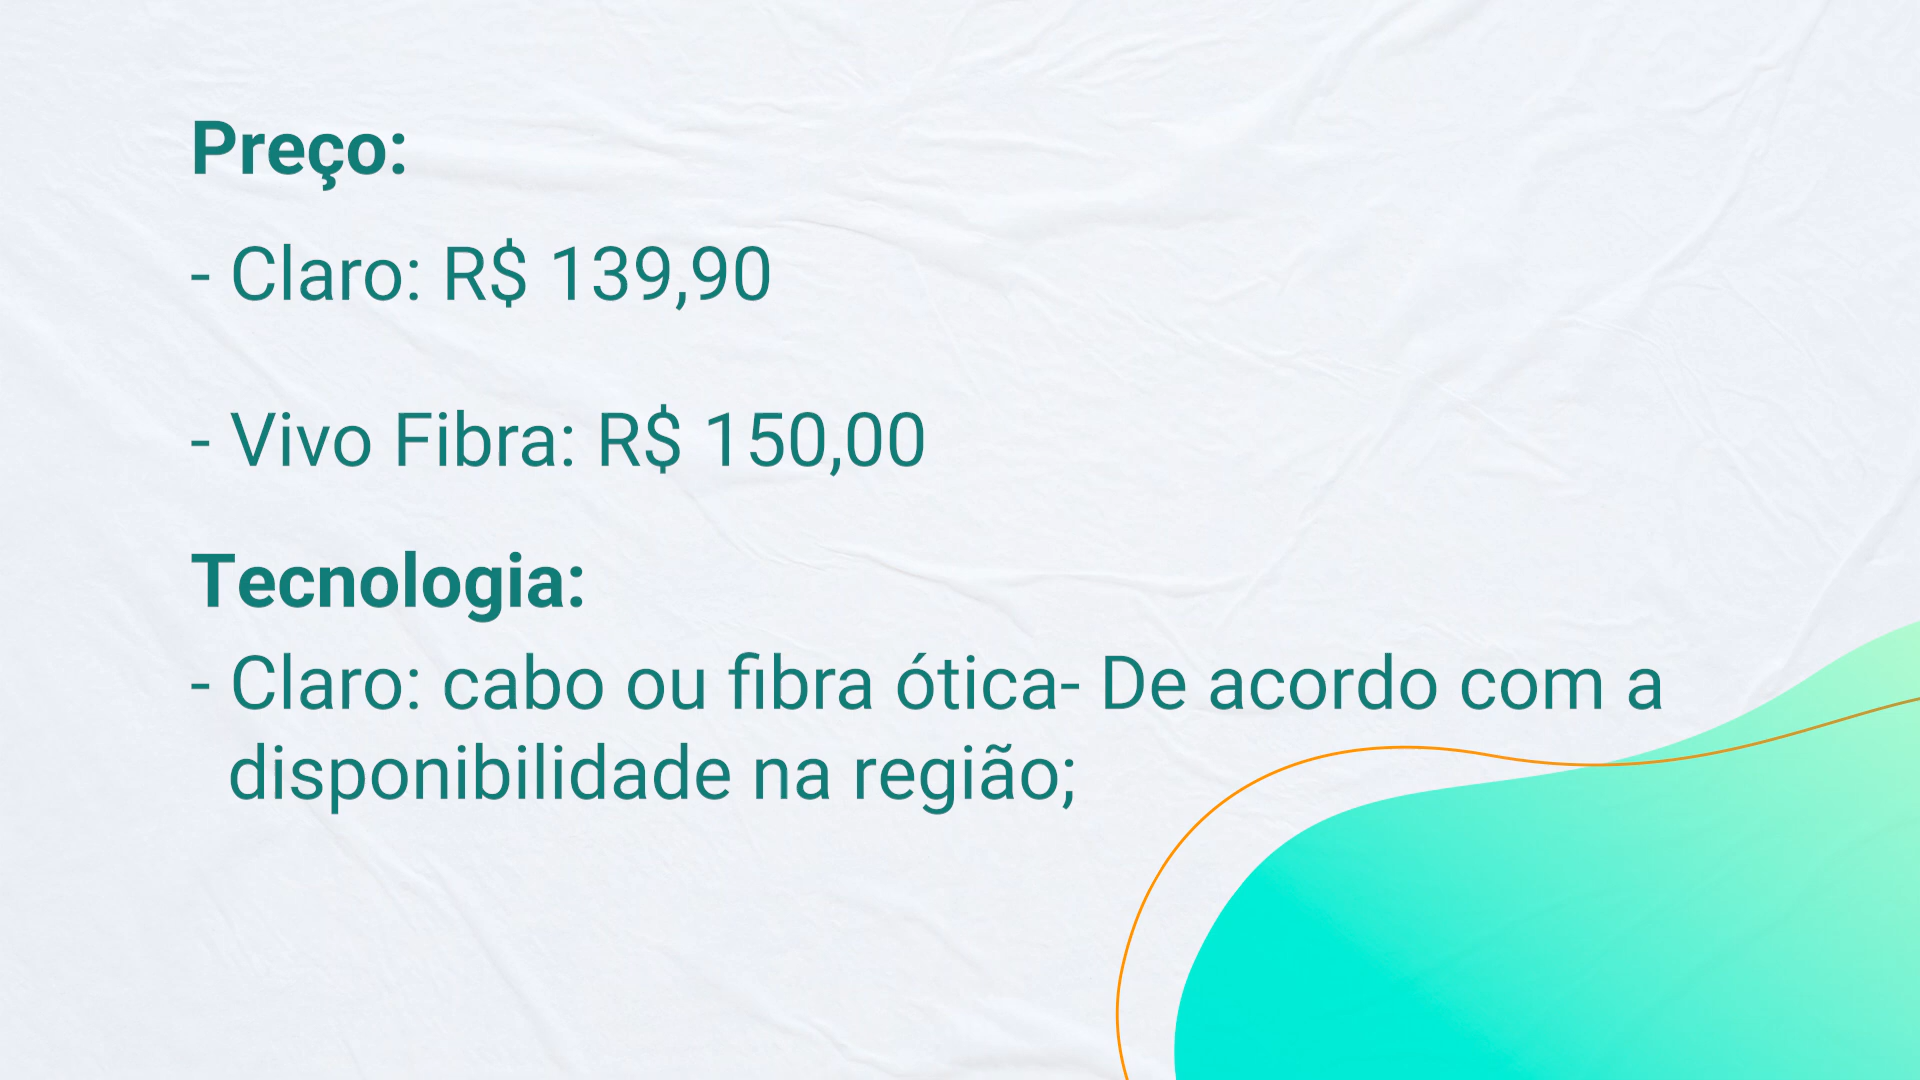 Preço:
- Claro: R$ 139,90
- Vivo Fibra: R$ 150,00
Tecnologia:
- Claro: cabo ou fibra ótica- De acordo com a
disponibilidade na região;